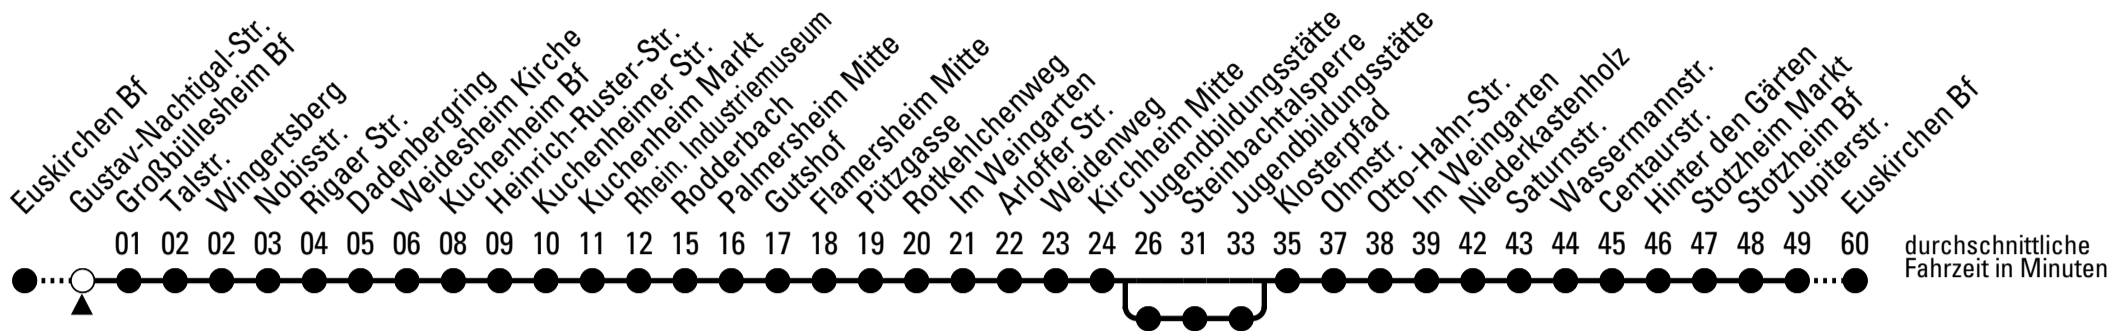 Euskirchen Bf
Gustav-Nachtigal-Str.
Großbüllesheim Bf
Talstr.
Wingertsberg
Nobisstr.
Rigaer Str.
Dadenbergring
Weidesheim Kirche
Kuchenheim Bf
Heinrich-Ruster-Str.
Kuchenheimer Str.
Kuchenheim Markt
Rhein. Industriemuseum
Rodderbach
Palmersheim Mitte
Gutshof
Flamersheim Mitte
Pützgasse
Rotkehlchenweg
Im Weingarten
Arloffer Str.
Weidenweg
Kirchheim Mitte
Jugendbildungsstätte
Steinbachtalsperre
Jugendbildungsstätte
Klosterpfad
Ohmstr.
Otto-Hahn-Str.
Im Weingarten
Niederkastenholz
Saturnstr.
Wassermannstr.
Centaurstr.
Hinter den Gärten
Stotzheim Markt
Stotzheim Bf
Jupiterstr.
Euskirchen Bf
01 02 02 03 04 05 06 08 09 10 11 12 15 16 17 18 19 20 21 22 23 24 26 31 33 35 37 38 39 42 43 44 45 46 47 48 49 60
durchschnittliche
Fahrzeit in Minuten